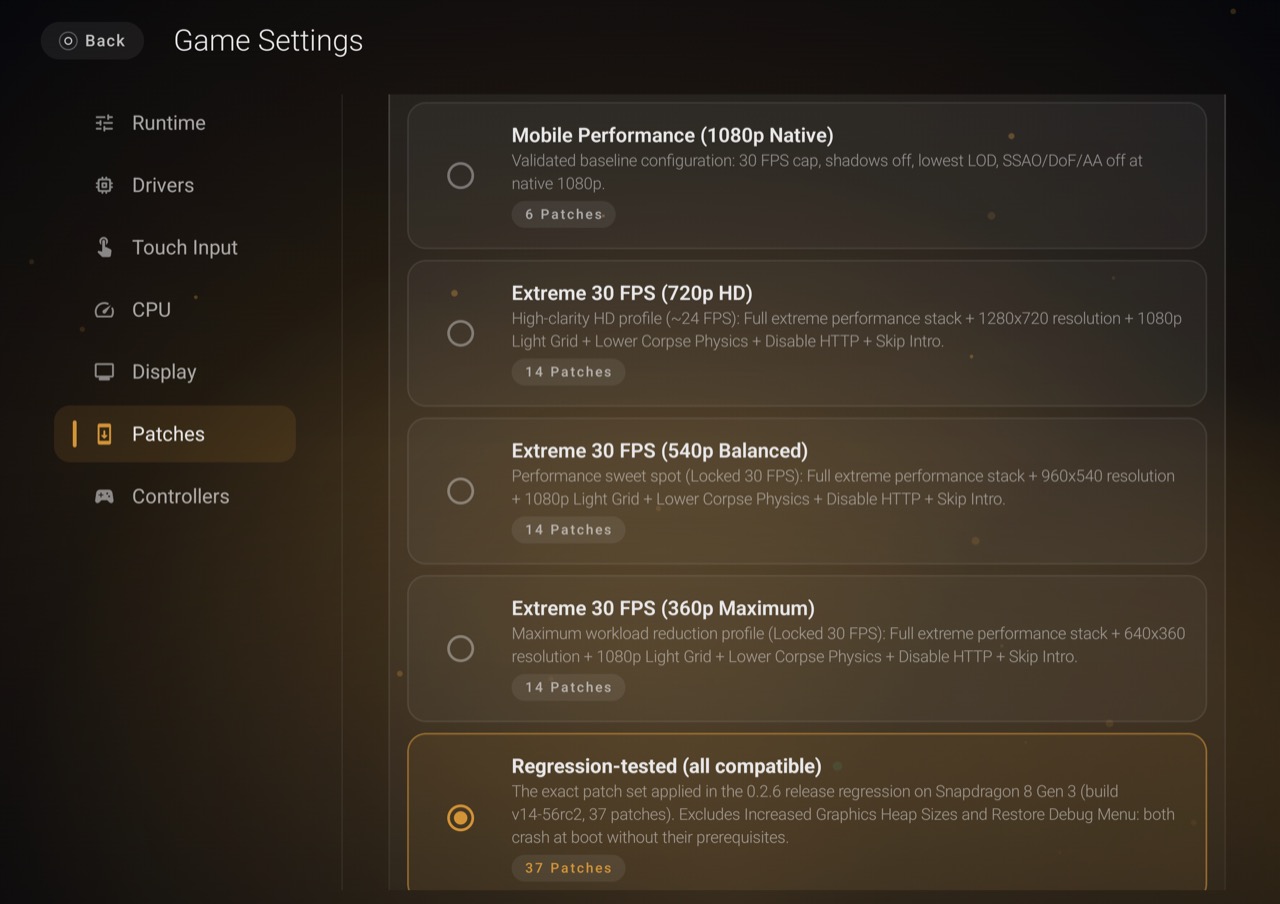 Back
Game Settings
Runtime
Drivers
Touch Input
CPU
Display
Patches
Controllers
Mobile Performance (1080p Native)
Validated baseline configuration: 30 FPS cap, shadows off, lowest LOD, SSAO/DoF/AA off at
native 1080p.
6 Patches
Extreme 30 FPS (720p HD)
High-clarity HD profile (~24 FPS): Full extreme performance stack + 1280x720 resolution + 1080p
Light Grid + Lower Corpse Physics + Disable HTTP + Skip Intro.
14 Patches
Extreme 30 FPS (540p Balanced)
Performance sweet spot (Locked 30 FPS): Full extreme performance stack + 960x540 resolution
+ 1080p Light Grid + Lower Corpse Physics + Disable HTTP + Skip Intro.
14 Patches
Extreme 30 FPS (360p Maximum)
Maximum workload reduction profile (Locked 30 FPS): Full extreme performance stack + 640x360
resolution + 1080p Light Grid + Lower Corpse Physics + Disable HTTP + Skip Intro.
14 Patches
Regression-tested (all compatible)
The exact patch set applied in the 0.2.6 release regression on Snapdragon 8 Gen 3 (build
v14-56rc2, 37 patches). Excludes Increased Graphics Heap Sizes and Restore Debug Menu: both
crash at boot without their prerequisites.
37 Patches